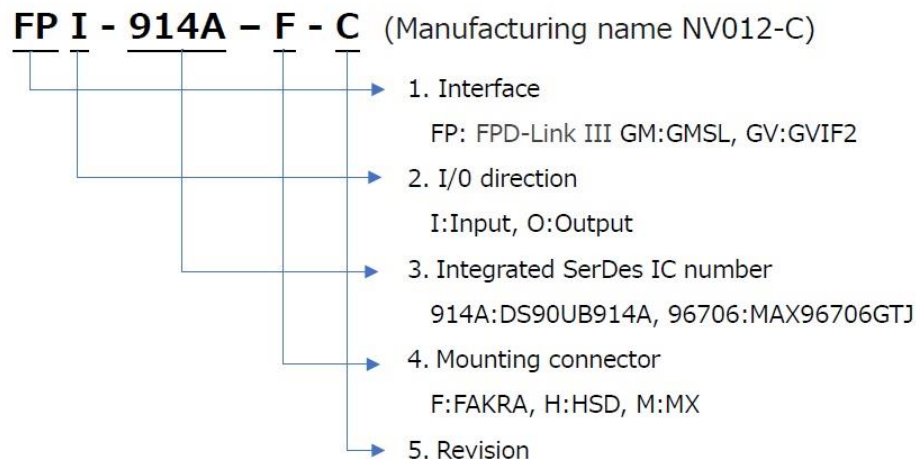 FP I - 914A – F - C (Manufacturing name NV012-C)
1. Interface
FP: FPD-Link III GM:GMSL, GV:GVIF2
2. I/0 direction
I:Input, O:Output
3. Integrated SerDes IC number
914A:DS90UB914A, 96706:MAX96706GTJ
4. Mounting connector
F:FAKRA, H:HSD, M:MX
5. Revision